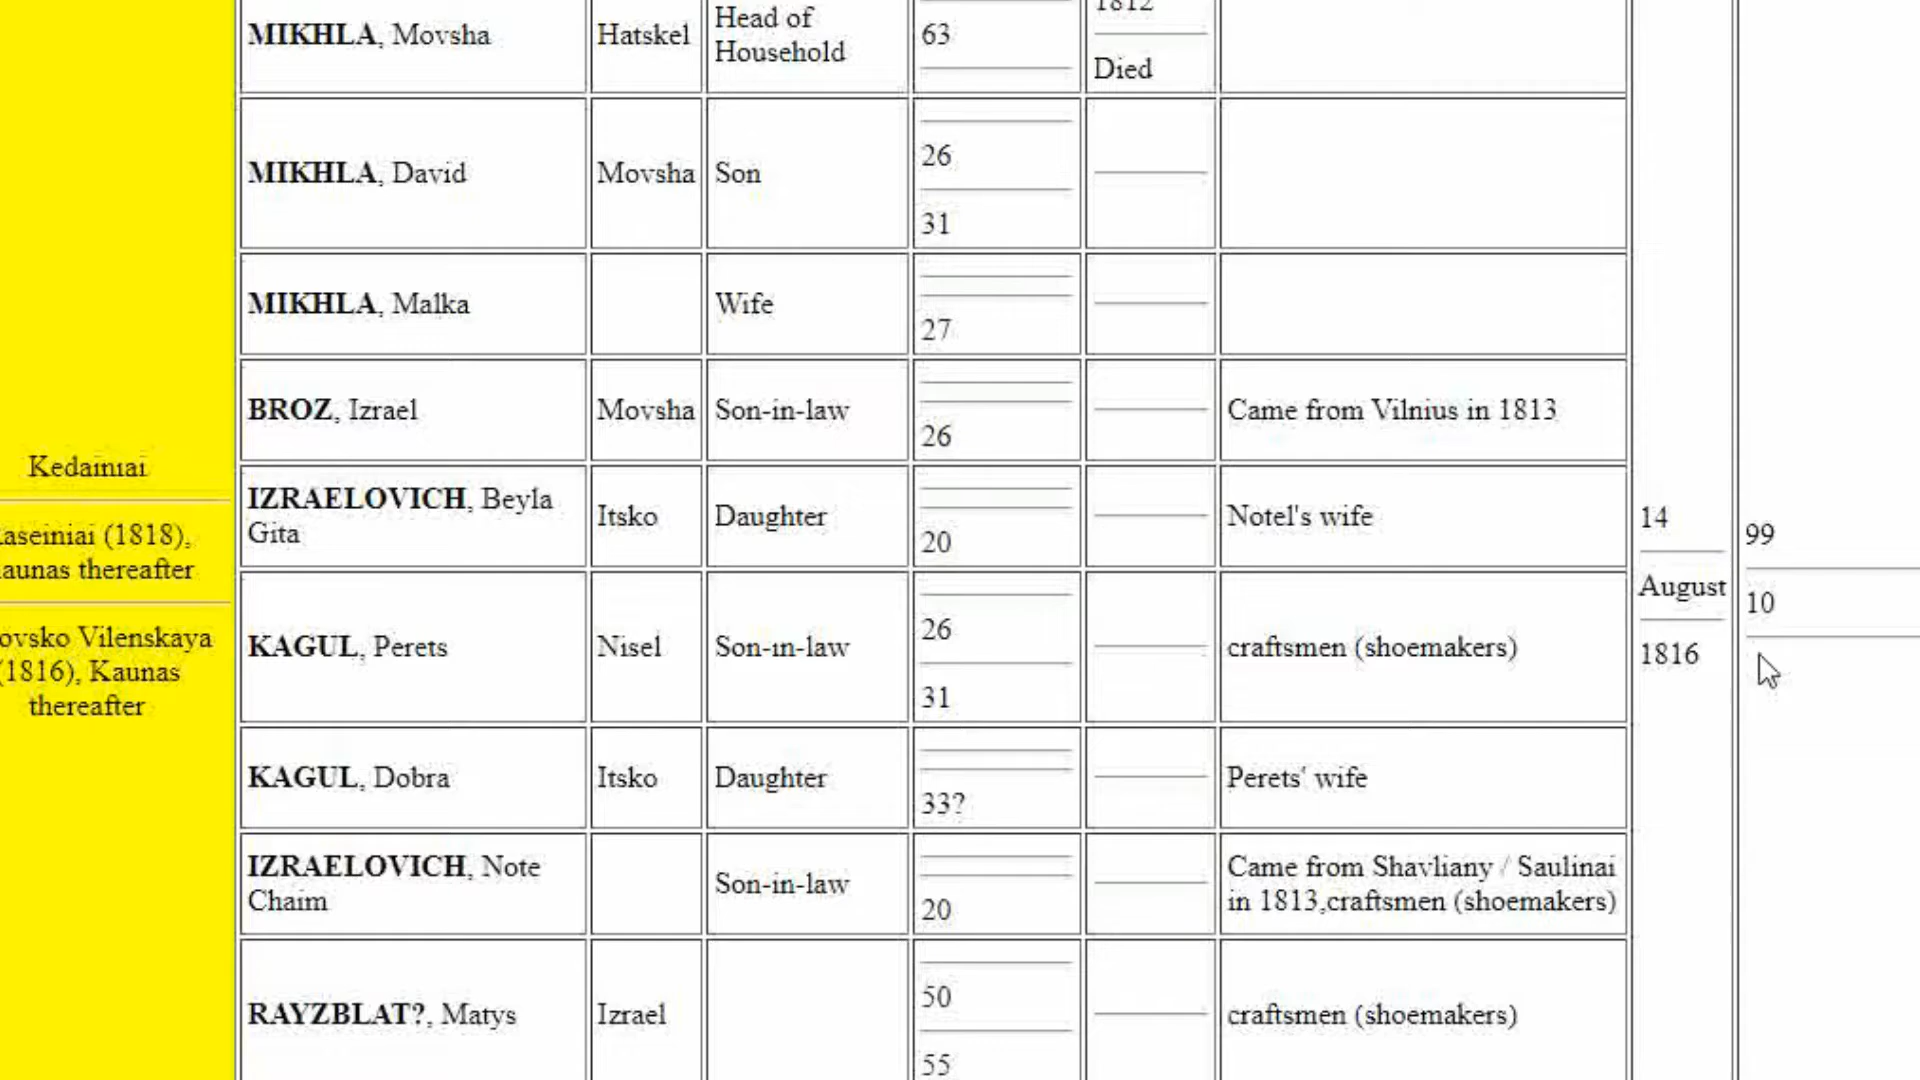 MIKHLA, Movsha
Hatskel
Head of
Household
63
1812
Died
MIKHLA, David
Movsha
Son
26
31
MIKHLA, Malka
Wife
27
BROZ, Izrael
Movsha
Son-in-law
26
Came from Vilnius in 1813
Kedainiai
aseiniai (1818),
aunas thereafter
ovsko Vilenskaya
(1816), Kaunas
thereafter
IZRAELOVICH, Beyla
Gita
Itsko
Daughter
20
Notel's wife
14
August
1816
99
10
KAGUL, Perets
Nisel
Son-in-law
26
31
craftsmen (shoemakers)
KAGUL, Dobra
Itsko
Daughter
33?
Perets' wife
IZRAELOVICH, Note
Chaim
Son-in-law
20
Came from Shavliany / Saulinai
in 1813,craftsmen (shoemakers)
RAYZBLAT?, Matys
Izrael
50
55
craftsmen (shoemakers)